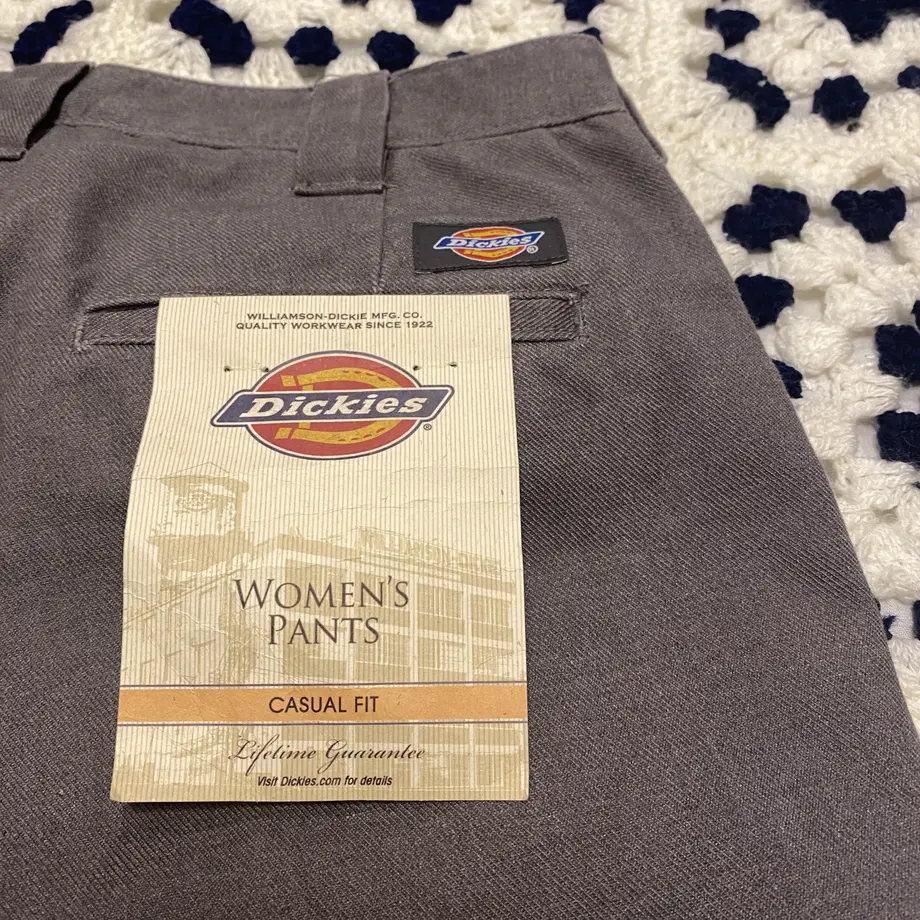 Dickies®
WILLIAMSON-DICKIE MFG. CO.
QUALITY WORKWEAR SINCE 1922
Dickies®
WOMEN'S
PANTS
CASUAL FIT
Lifetime Guarantee
Visit Dickies.com for details